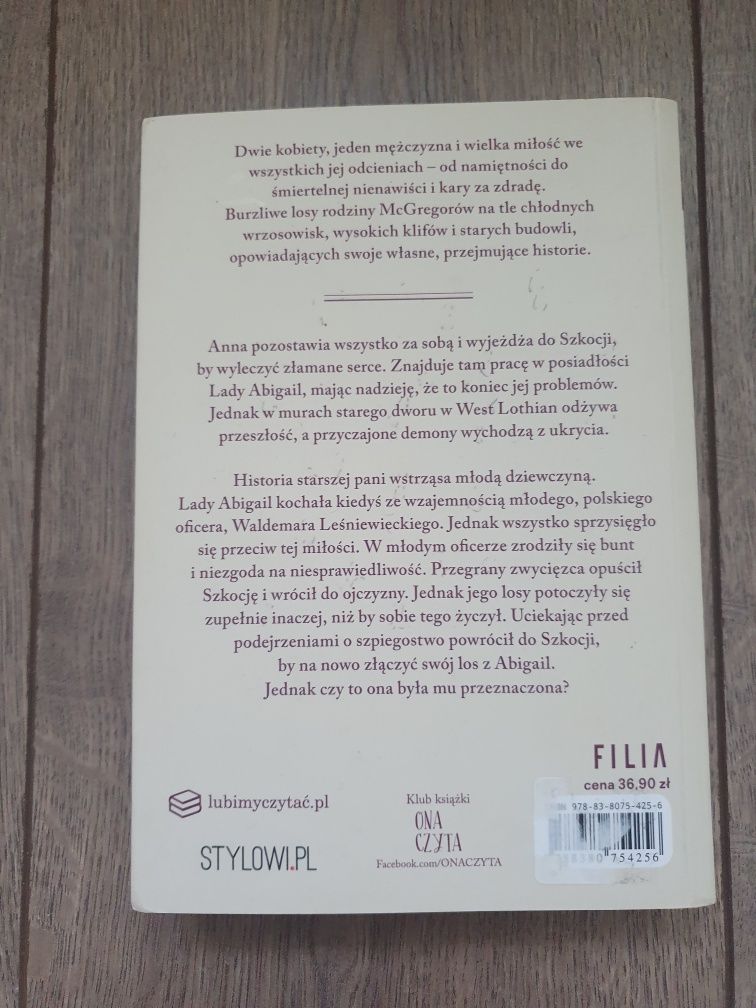 Dwie kobiety, jeden mężczyzna i wielka miłość we
wszystkich jej odcieniach – od namiętności do
śmiertelnej nienawiści i kary za zdradę.
Burzliwe losy rodziny McGregorów na tle chłodnych
wrzosowisk, wysokich klifów i starych budowli,
opowiadających swoje własne, przejmujące historie.
Anna pozostawia wszystko za sobą i wyjeżdża do Szkocji,
by wyleczyć złamane serce. Znajduje tam pracę w posiadłości
Lady Abigail, mając nadzieję, że to koniec jej problemów.
Jednak w murach starego dworu w West Lothian odżywa
przeszłość, a przyczajone demony wychodzą z ukrycia.
Historia starszej pani wstrząsa młodą dziewczyną.
Lady Abigail kochała kiedyś ze wzajemnością młodego, polskiego
oficera, Waldemara Leśniewieckiego. Jednak wszystko sprzysięgło
się przeciw tej miłości. W młodym oficerze zrodziły się bunt
i niezgoda na niesprawiedliwość. Przegrany zwycięzca opuścił
Szkocję i wrócił do ojczyzny. Jednak jego losy potoczyły się
zupełnie inaczej, niż by sobie tego życzył. Uciekając przed
podejrzeniami o szpiegostwo powrócił do Szkocji,
by na nowo złączyć swój los z Abigail.
Jednak czy to ona była mu przeznaczona?
FILIA
cena 36,90 zł
978-83-8075-425-6
754256
lubimyczytać.pl
STYLOWI.PL
Klub książki
ONA
CZYTA
Facebook.com/ONACZYTA